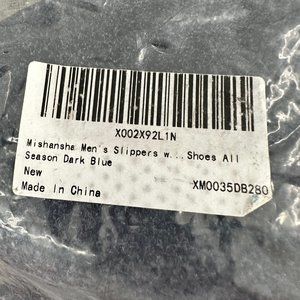 X002X92L1N
Mishansha Men's Slippers w...Shoes All
Season Dark Blue
New
Made In China XM0035DB280